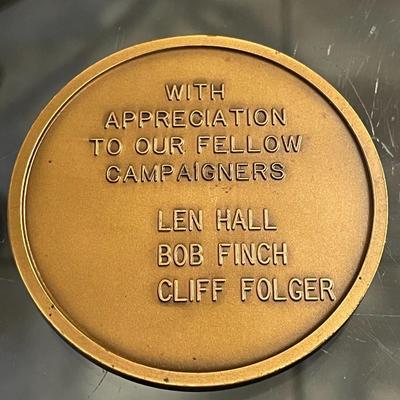 WITH
APPRECIATION
TO OUR FELLOW
CAMPAIGNERS
LEN HALL
BOB FINCH
CLIFF FOLGER